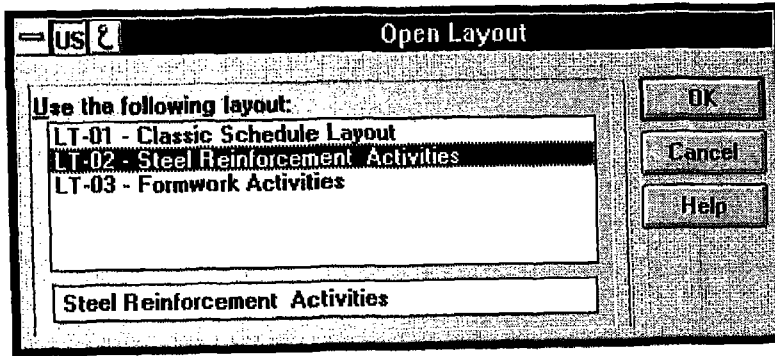 US ع Open Layout
Use the following layout:
LT-01 - Classic Schedule Layout
LT-02 - Steel Reinforcement Activities
LT-03 - Formwork Activities
Steel Reinforcement Activities
OK
Cancel
Help